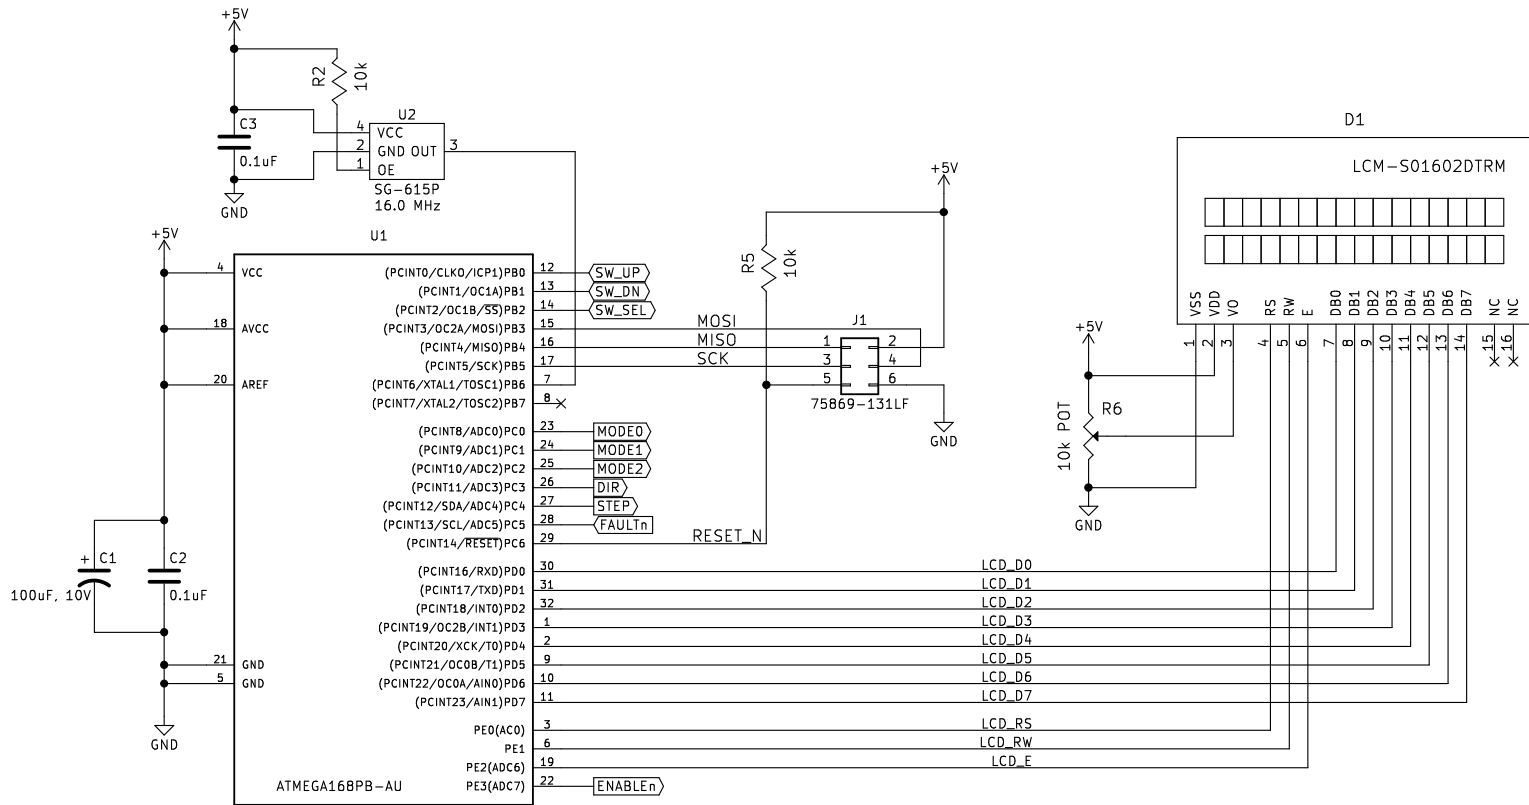 +5V
R2
10k
C3
0.1uF
GND
U2
4 VCC
2 GND OUT 3
1 OE
SG-615P
16.0 MHz
+5V
U1
4 VCC
18 AVCC
20 AREF
21 GND
5 GND
C1
+
100uF, 10V
C2
0.1uF
GND
(PCINT0/CLKO/ICP1)PB0 12 SW_UP
(PCINT1/OC1A)PB1 13 SW_DN
(PCINT2/OC1B/SS)PB2 14 SW_SEL
(PCINT3/OC2A/MOSI)PB3 15 MOSI
(PCINT4/MISO)PB4 16 MISO
(PCINT5/SCK)PB5 17 SCK
(PCINT6/XTAL1/TOSC1)PB6 7
(PCINT7/XTAL2/TOSC2)PB7 8
(PCINT8/ADC0)PC0 23 MODE0
(PCINT9/ADC1)PC1 24 MODE1
(PCINT10/ADC2)PC2 25 MODE2
(PCINT11/ADC3)PC3 26 DIR
(PCINT12/SDA/ADC4)PC4 27 STEP
(PCINT13/SCL/ADC5)PC5 28 FAULTn
(PCINT14/RESET)PC6 29 RESET_N
(PCINT16/RXD)PD0 30 LCD_D0
(PCINT17/TXD)PD1 31 LCD_D1
(PCINT18/INT0)PD2 32 LCD_D2
(PCINT19/OC2B/INT1)PD3 1 LCD_D3
(PCINT20/XCK/T0)PD4 2 LCD_D4
(PCINT21/OC0B/T1)PD5 9 LCD_D5
(PCINT22/OC0A/AIN0)PD6 10 LCD_D6
(PCINT23/AIN1)PD7 11 LCD_D7
PE0(AC0) 3 LCD_RS
PE1 6 LCD_RW
PE2(ADC6) 19 LCD_E
PE3(ADC7) 22 ENABLEn
ATMEGA168PB-AU
+5V
R5
10k
J1
1 2
3 4
5 6
75869-131LF
GND
D1
LCM-S01602DTRM
VSS VDD VO RS RW E DB0 DB1 DB2 DB3 DB4 DB5 DB6 DB7 NC NC
1 2 3 4 5 6 7 8 9 10 11 12 13 14 15 16
+5V
R6
10k POT
GND